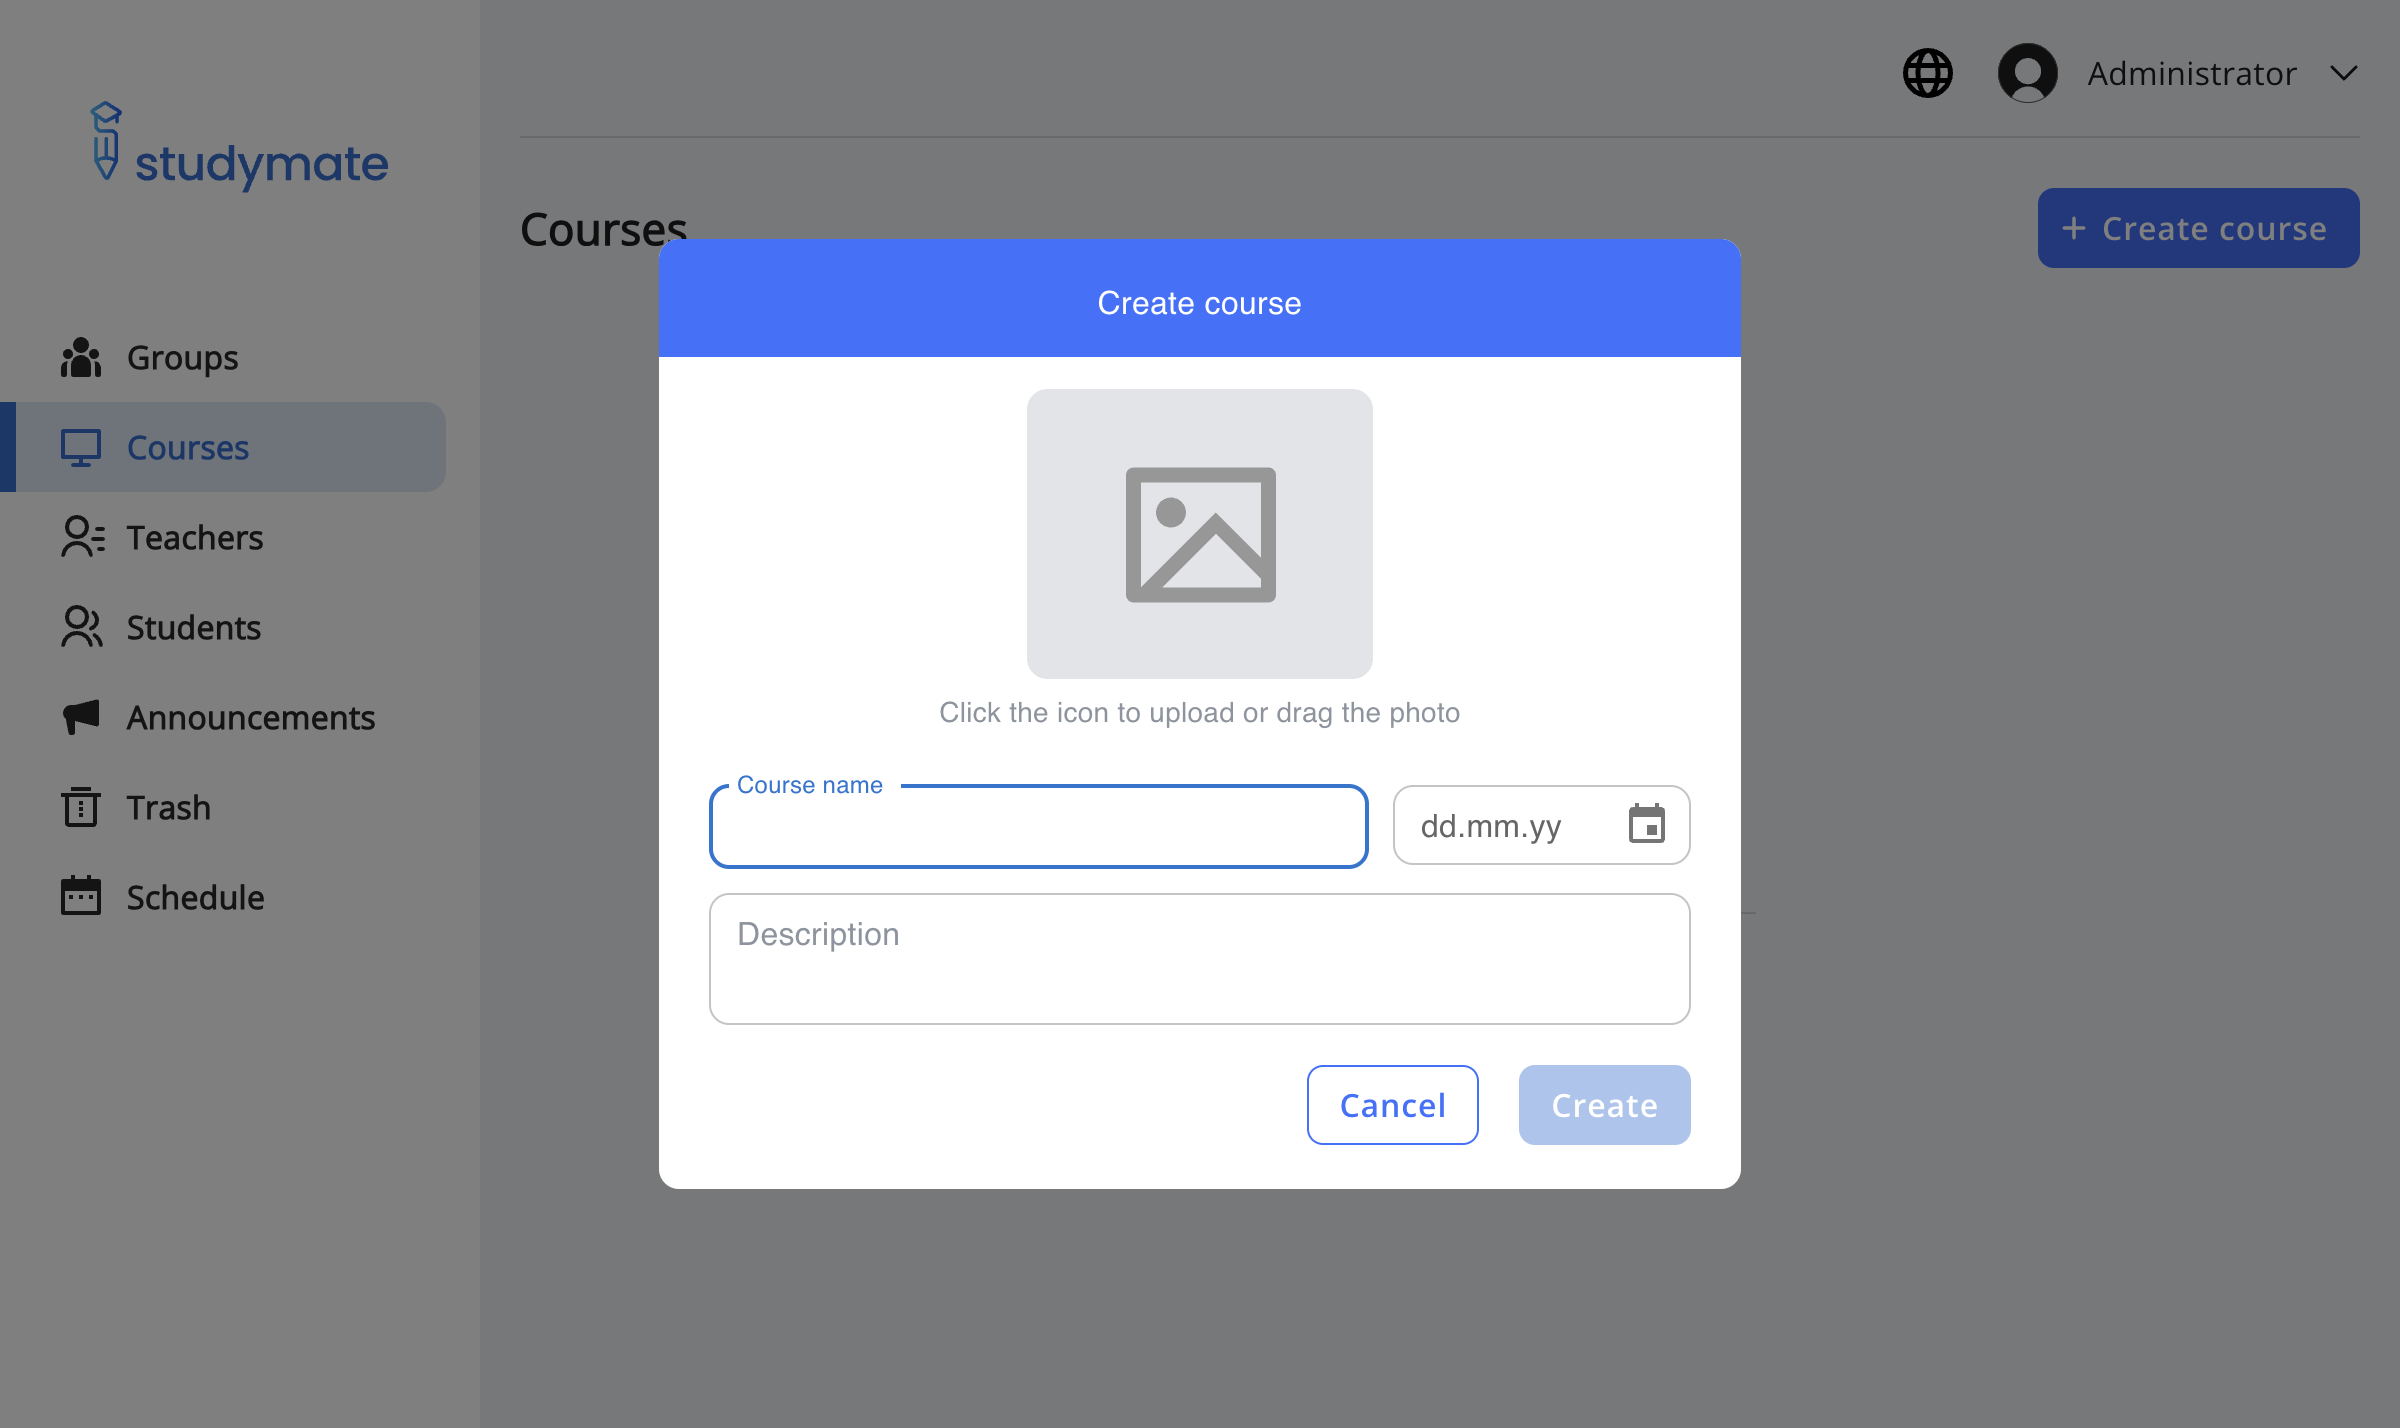 studymate
Administrator
Courses
+ Create course
Groups
Courses
Teachers
Students
Announcements
Trash
Schedule
Create course
Click the icon to upload or drag the photo
Course name
dd.mm.yy
Description
Cancel
Create